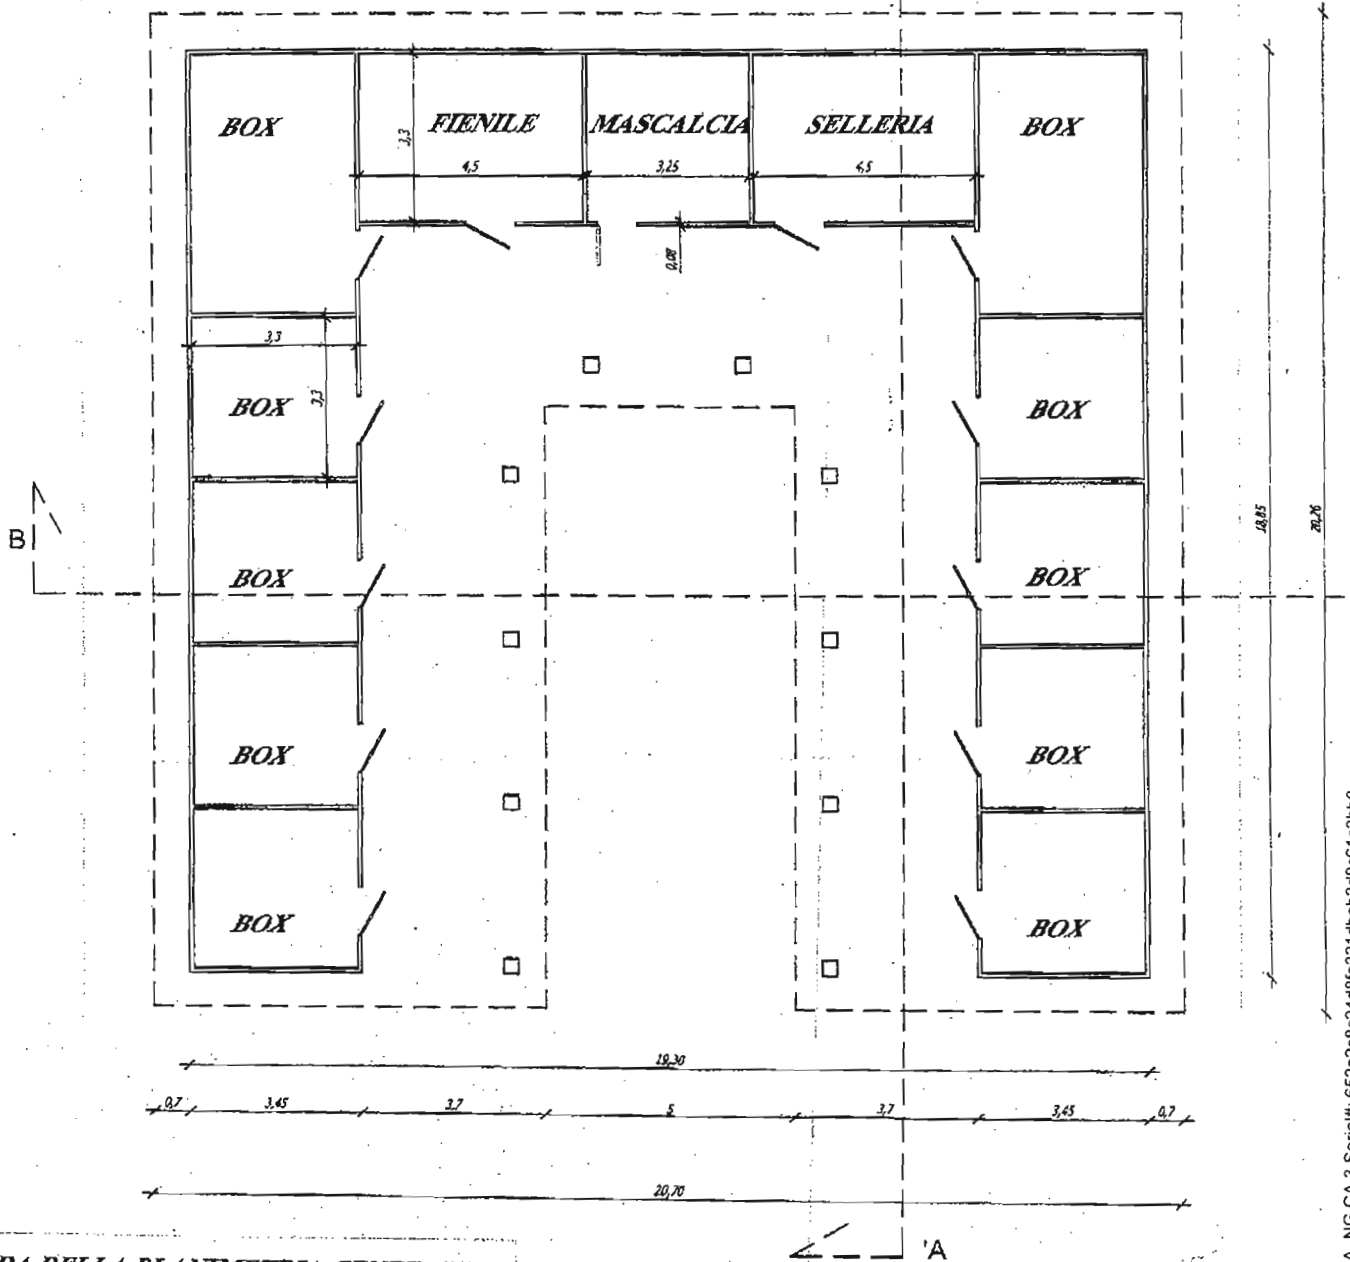 BOX FIENILE MASCALCIA SELLERIA BOX
3,3
4,5 3,25 4,5
0,08
3,3
3,3
BOX BOX
18,85 20,26
B
BOX BOX
BOX BOX
BOX BOX
19,30
0,7 3,45 3,7 5 3,7 3,45 0,7
20,70
'A